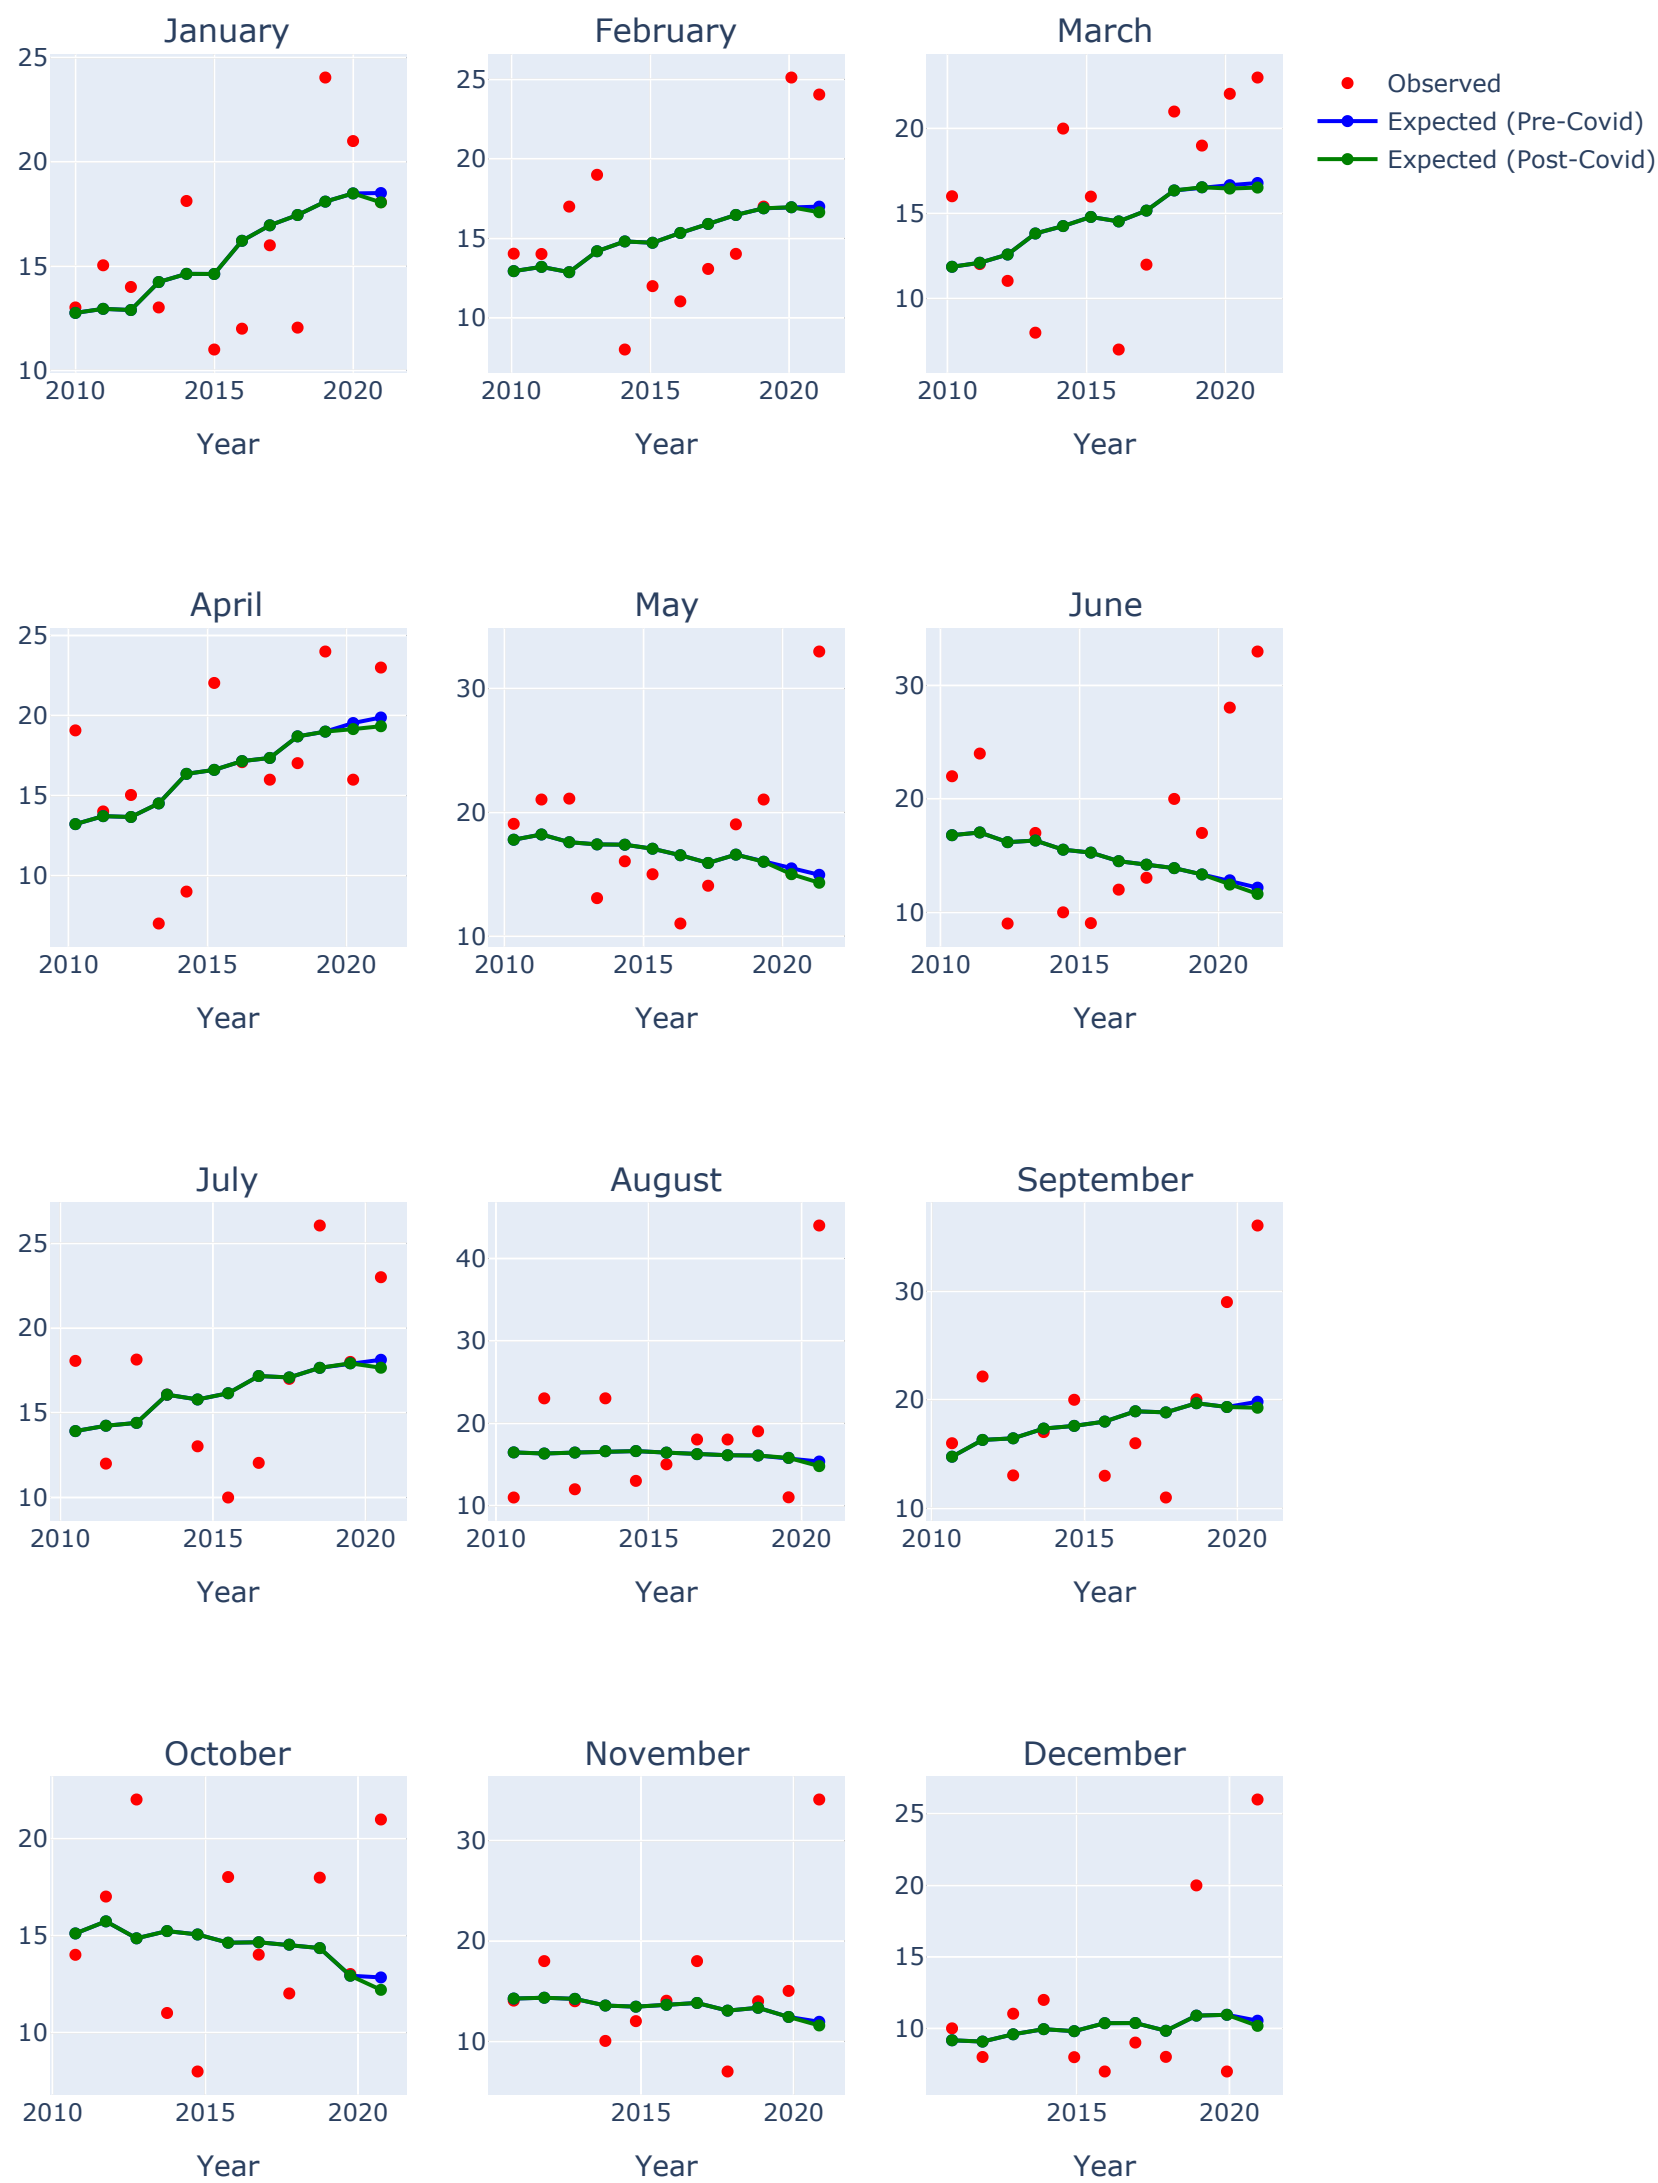 January
February
March
25
20
15
10
2010
2015
2020
Year
25
20
15
10
2010
2015
2020
Year
20
15
10
2010
2015
2020
Year
Observed
Expected (Pre-Covid)
Expected (Post-Covid)
April
May
June
25
20
15
10
2010
2015
2020
Year
30
20
10
2010
2015
2020
Year
30
20
10
2010
2015
2020
Year
July
August
September
25
20
15
10
2010
2015
2020
Year
40
30
20
10
2010
2015
2020
Year
30
20
10
2010
2015
2020
Year
October
November
December
20
15
10
2010
2015
2020
Year
30
20
10
2015
2020
Year
25
20
15
10
2015
2020
Year